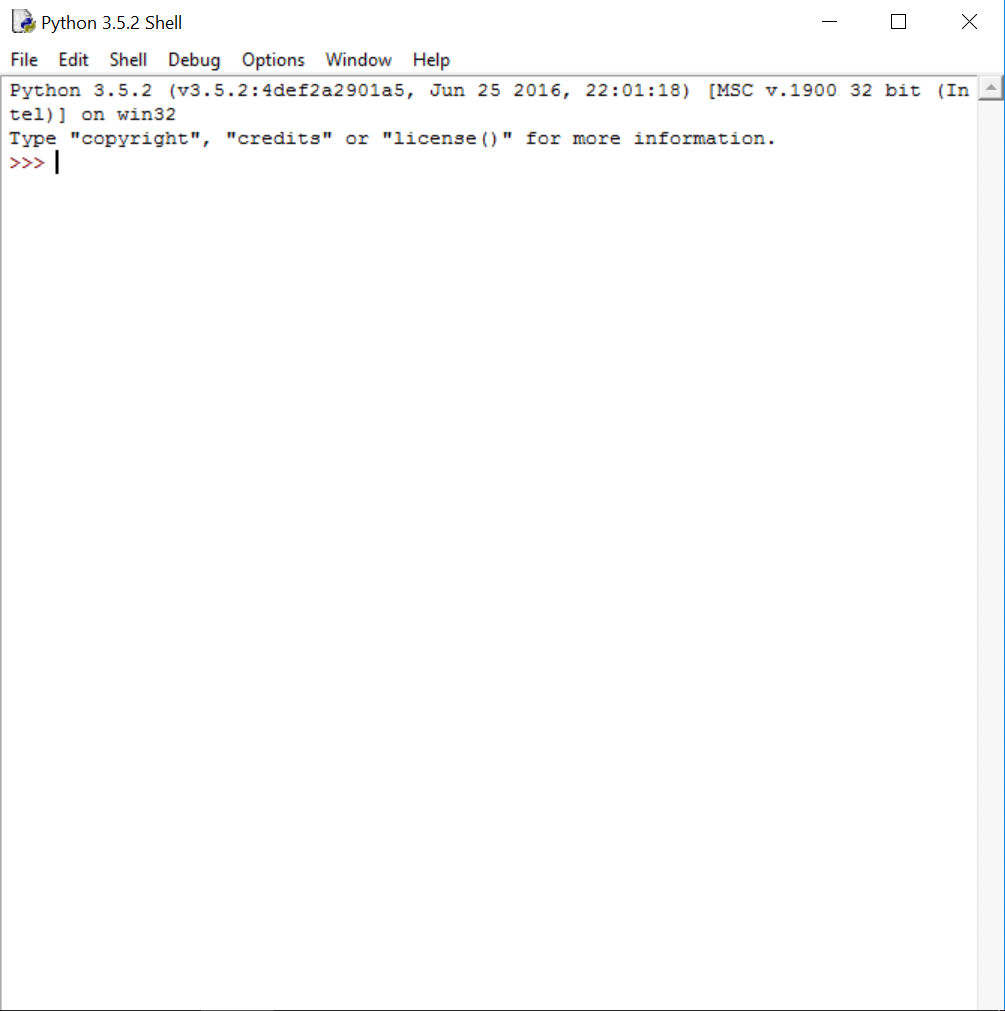 Python 3.5.2 Shell
File Edit Shell Debug Options Window Help
Python 3.5.2 (v3.5.2:4def2a2901a5, Jun 25 2016, 22:01:18) [MSC v.1900 32 bit (In
tel)] on win32
Type "copyright", "credits" or "license()" for more information.
>>>